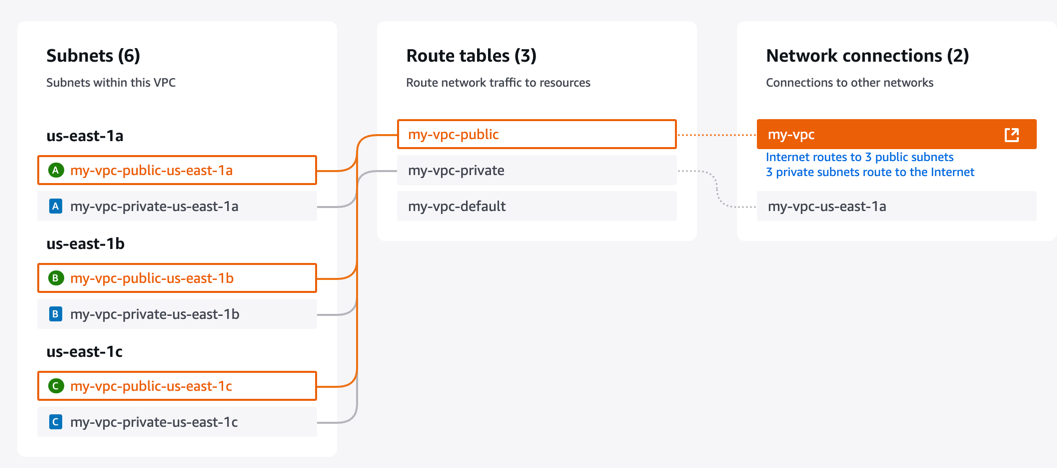 Subnets (6)
Subnets within this VPC
us-east-1a
A my-vpc-public-us-east-1a
A my-vpc-private-us-east-1a
us-east-1b
B my-vpc-public-us-east-1b
B my-vpc-private-us-east-1b
us-east-1c
C my-vpc-public-us-east-1c
C my-vpc-private-us-east-1c
Route tables (3)
Route network traffic to resources
my-vpc-public
my-vpc-private
my-vpc-default
Network connections (2)
Connections to other networks
my-vpc
Internet routes to 3 public subnets
3 private subnets route to the Internet
my-vpc-us-east-1a